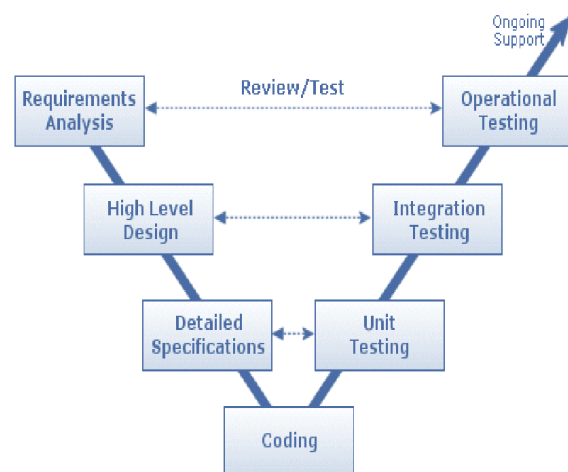 Ongoing
Support
Requirements
Analysis
Review/Test
Operational
Testing
High Level
Design
Integration
Testing
Detailed
Specifications
Unit
Testing
Coding